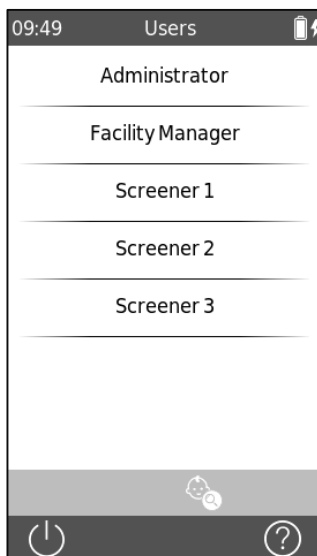 09:49 Users
Administrator
Facility Manager
Screener 1
Screener 2
Screener 3
?